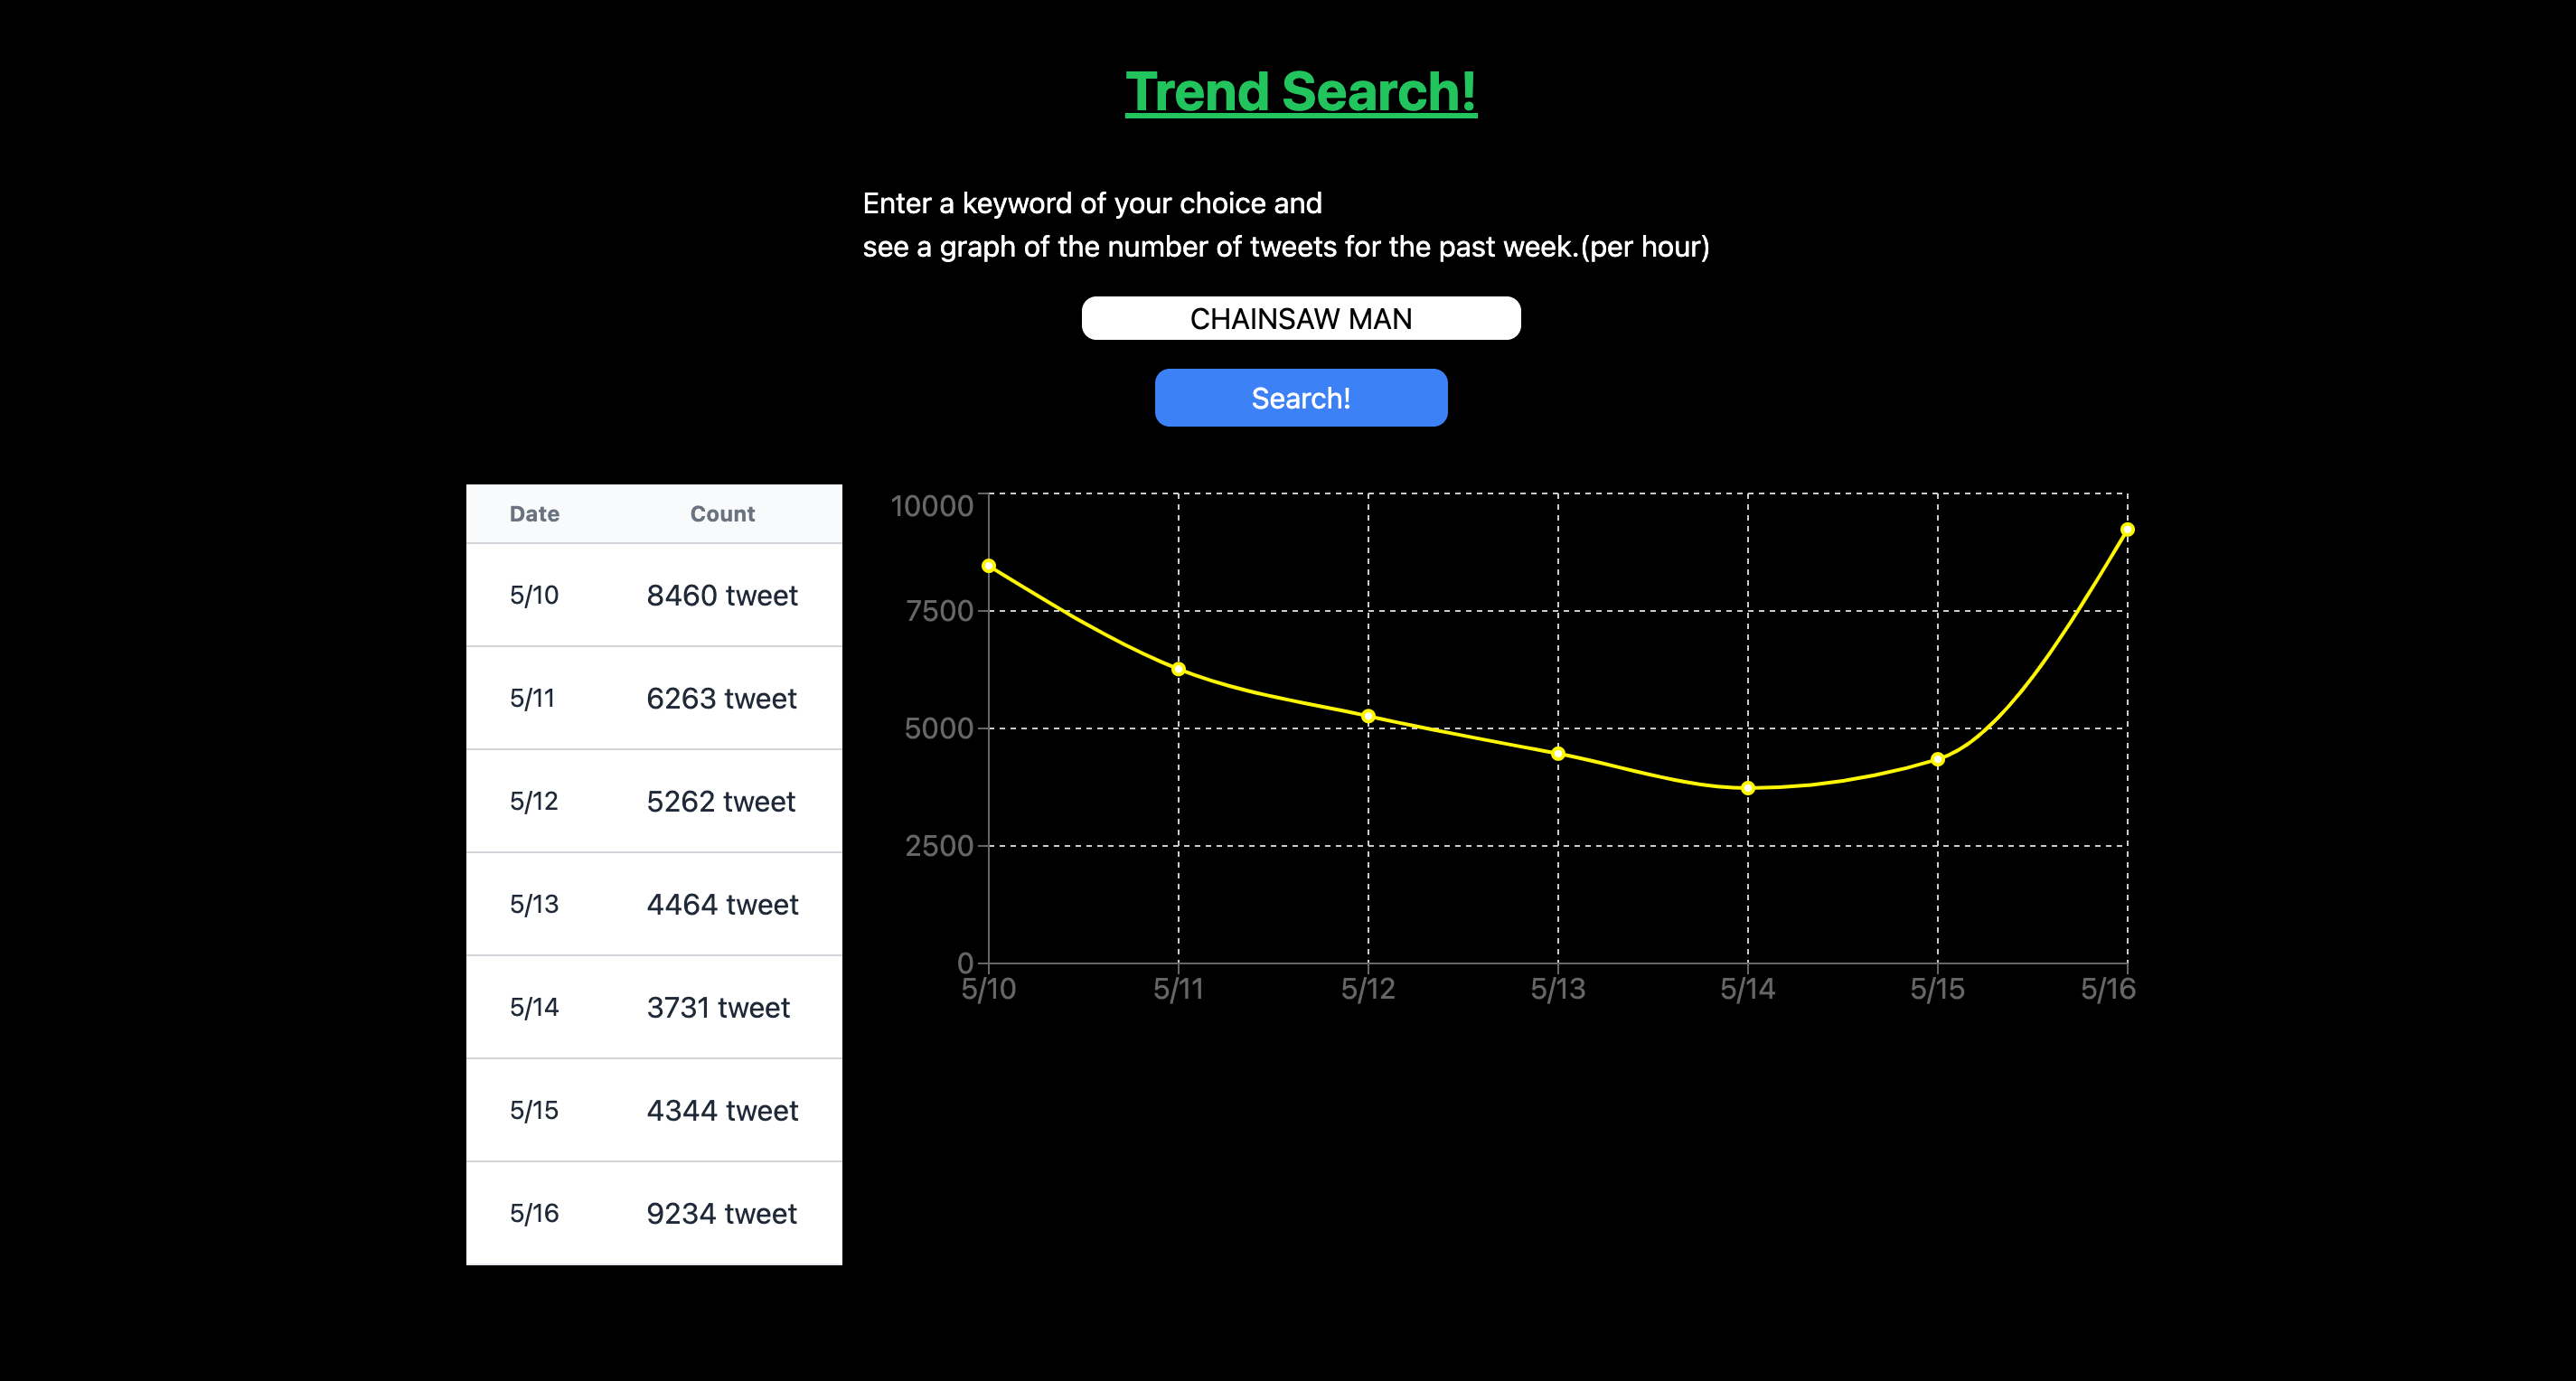 Trend Search!
Enter a keyword of your choice and
see a graph of the number of tweets for the past week.(per hour)
CHAINSAW MAN
Search!
Date Count
5/10 8460 tweet
5/11 6263 tweet
5/12 5262 tweet
5/13 4464 tweet
5/14 3731 tweet
5/15 4344 tweet
5/16 9234 tweet
10000
7500
5000
2500
0
5/10 5/11 5/12 5/13 5/14 5/15 5/16